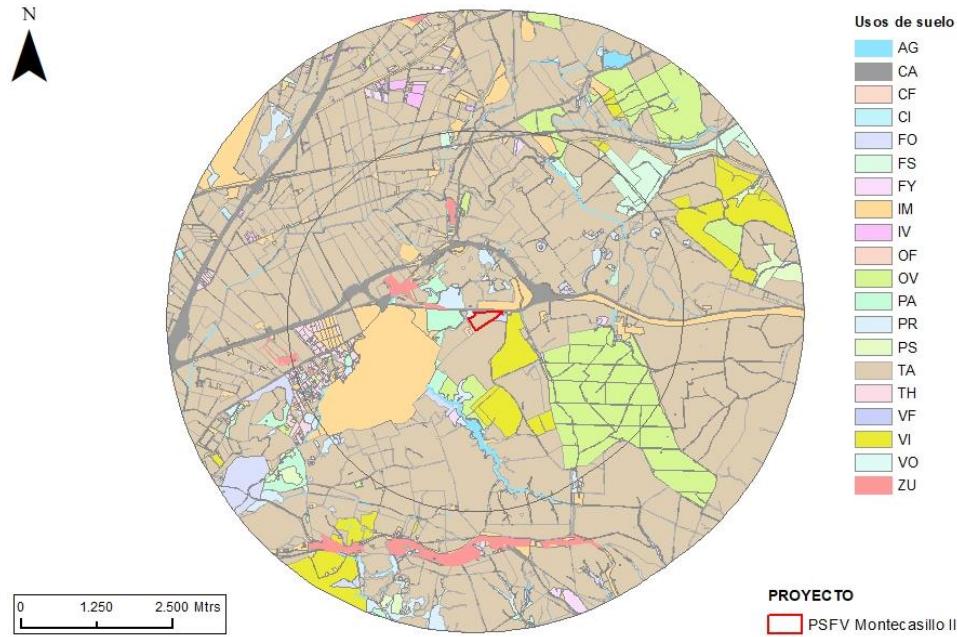 N
Usos de suelo
AG
CA
CF
CI
FO
FS
FY
IM
IV
OF
OV
PA
PR
PS
TA
TH
VF
VI
VO
ZU
0 1.250 2.500 Mtrs
PROYECTO
PSFV Montecasillo II